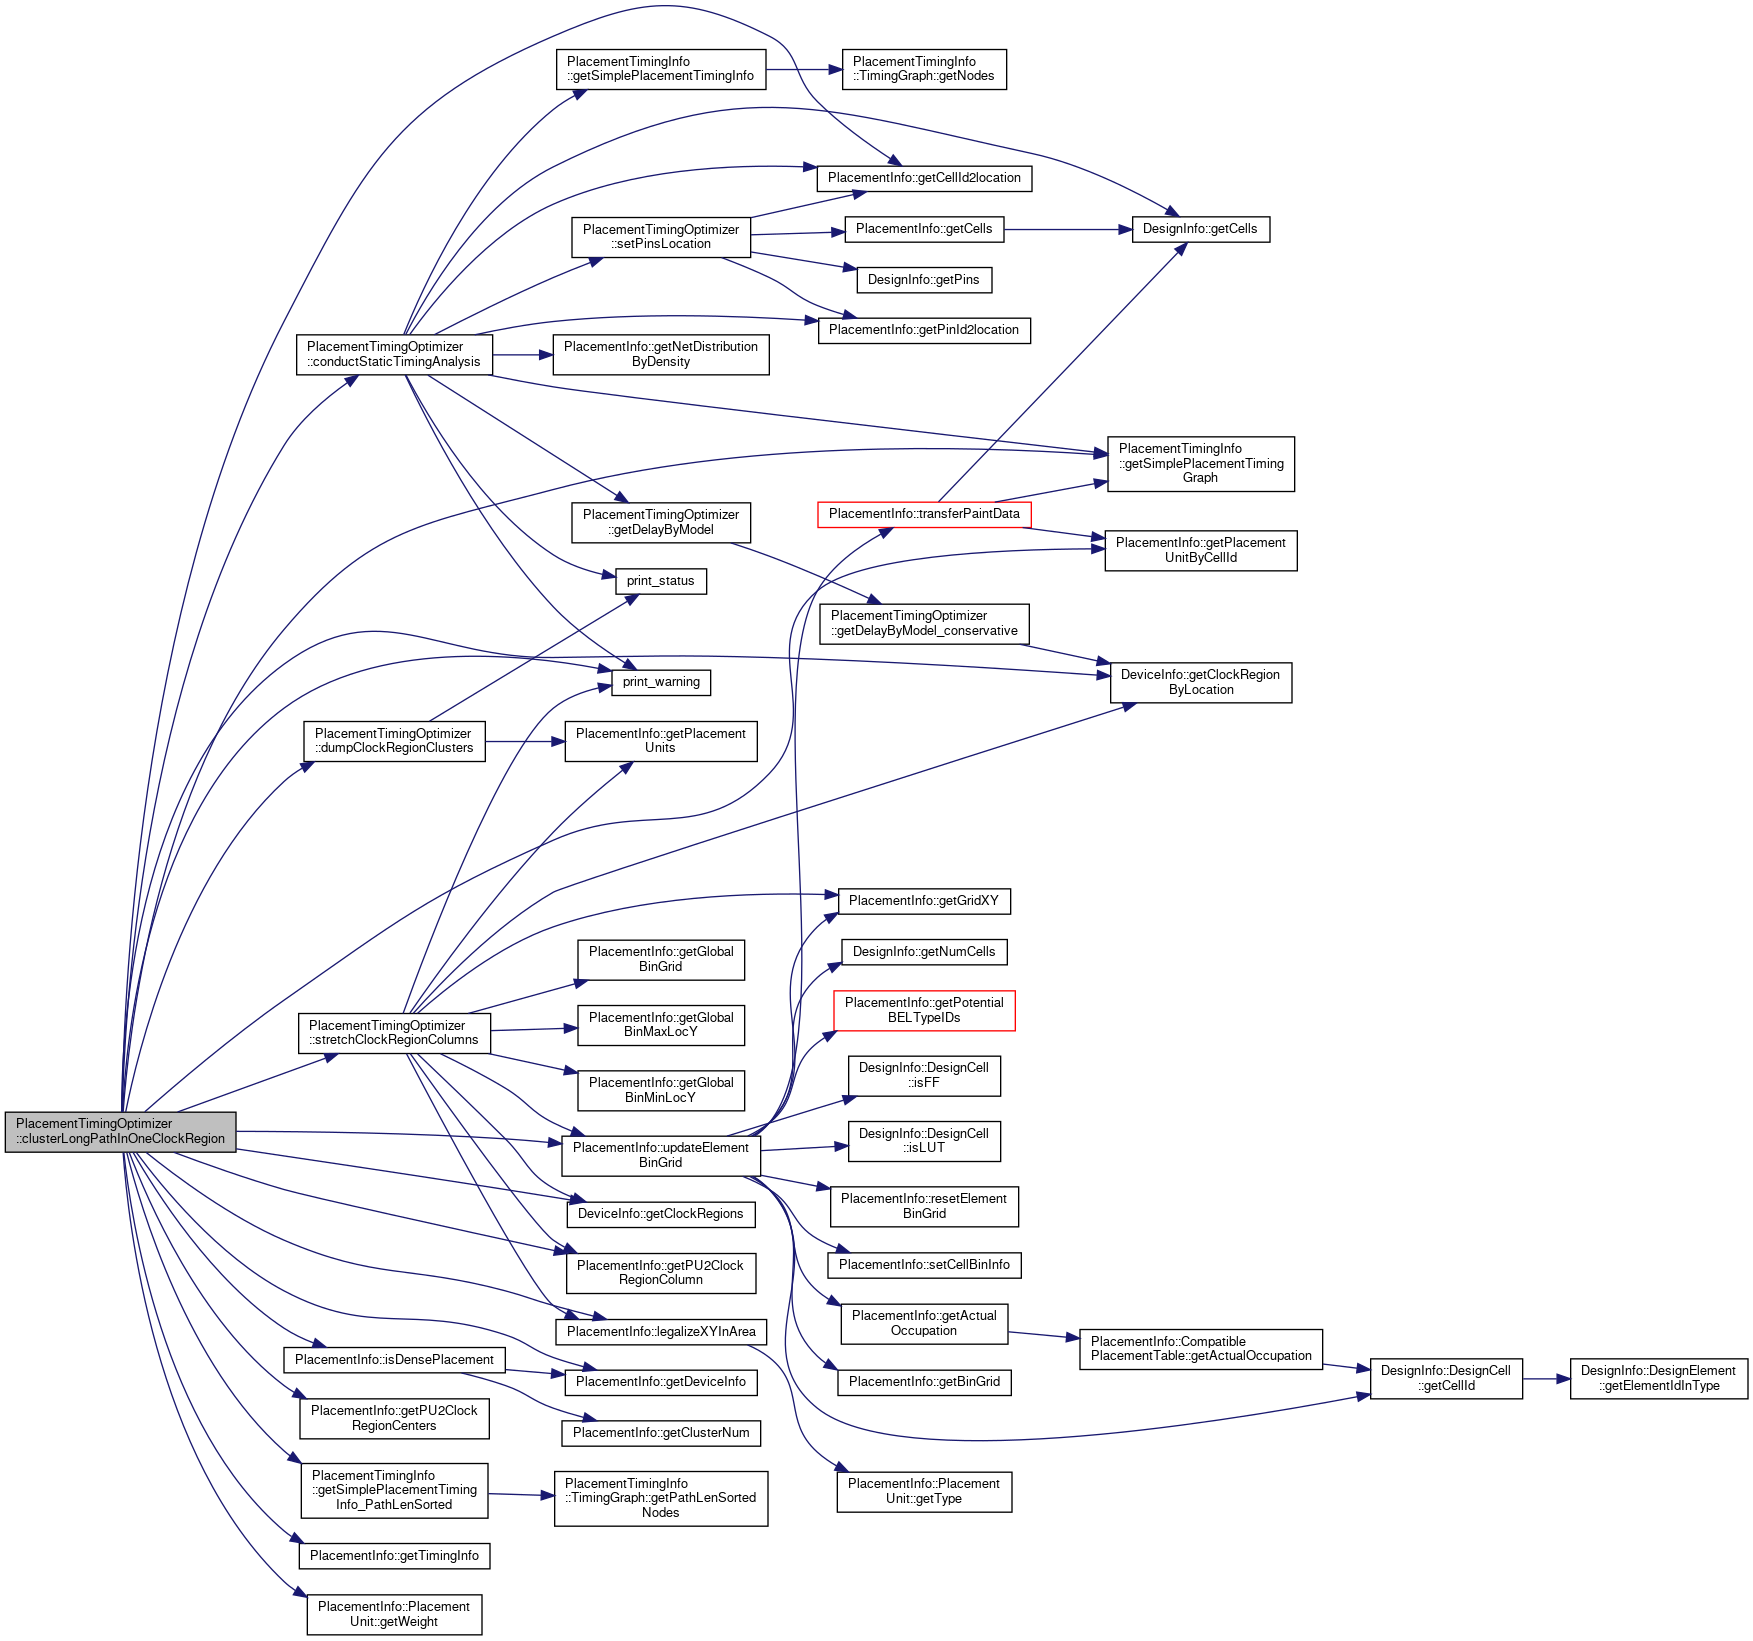 PlacementTimingInfo
::getSimplePlacementTimingInfo
PlacementTimingInfo
::TimingGraph::getNodes
PlacementInfo::getCellId2location
PlacementTimingOptimizer
::setPinsLocation
PlacementInfo::getCells
DesignInfo::getCells
DesignInfo::getPins
PlacementInfo::getPinId2location
PlacementTimingOptimizer
::conductStaticTimingAnalysis
PlacementInfo::getNetDistribution
ByDensity
PlacementTimingInfo
::getSimplePlacementTiming
Graph
PlacementTimingOptimizer
::getDelayByModel
PlacementInfo::transferPaintData
PlacementInfo::getPlacement
UnitByCellId
print_status
PlacementTimingOptimizer
::getDelayByModel_conservative
print_warning
DeviceInfo::getClockRegion
ByLocation
PlacementTimingOptimizer
::dumpClockRegionClusters
PlacementInfo::getPlacement
Units
PlacementInfo::getGridXY
PlacementInfo::getGlobal
BinGrid
DesignInfo::getNumCells
PlacementInfo::getPotential
BELTypeIDs
PlacementTimingOptimizer
::stretchClockRegionColumns
PlacementInfo::getGlobal
BinMaxLocY
DesignInfo::DesignCell
::isFF
PlacementInfo::getGlobal
BinMinLocY
PlacementTimingOptimizer
::clusterLongPathInOneClockRegion
PlacementInfo::updateElement
BinGrid
DesignInfo::DesignCell
::isLUT
DeviceInfo::getClockRegions
PlacementInfo::resetElement
BinGrid
PlacementInfo::getPU2Clock
RegionColumn
PlacementInfo::setCellBinInfo
PlacementInfo::legalizeXYInArea
PlacementInfo::getActual
Occupation
PlacementInfo::Compatible
PlacementTable::getActualOccupation
PlacementInfo::isDensePlacement
PlacementInfo::getDeviceInfo
PlacementInfo::getBinGrid
DesignInfo::DesignCell
::getCellId
DesignInfo::DesignElement
::getElementIdInType
PlacementInfo::getPU2Clock
RegionCenters
PlacementInfo::getClusterNum
PlacementTimingInfo
::getSimplePlacementTiming
Info_PathLenSorted
PlacementTimingInfo
::TimingGraph::getPathLenSorted
Nodes
PlacementInfo::Placement
Unit::getType
PlacementInfo::getTimingInfo
PlacementInfo::Placement
Unit::getWeight